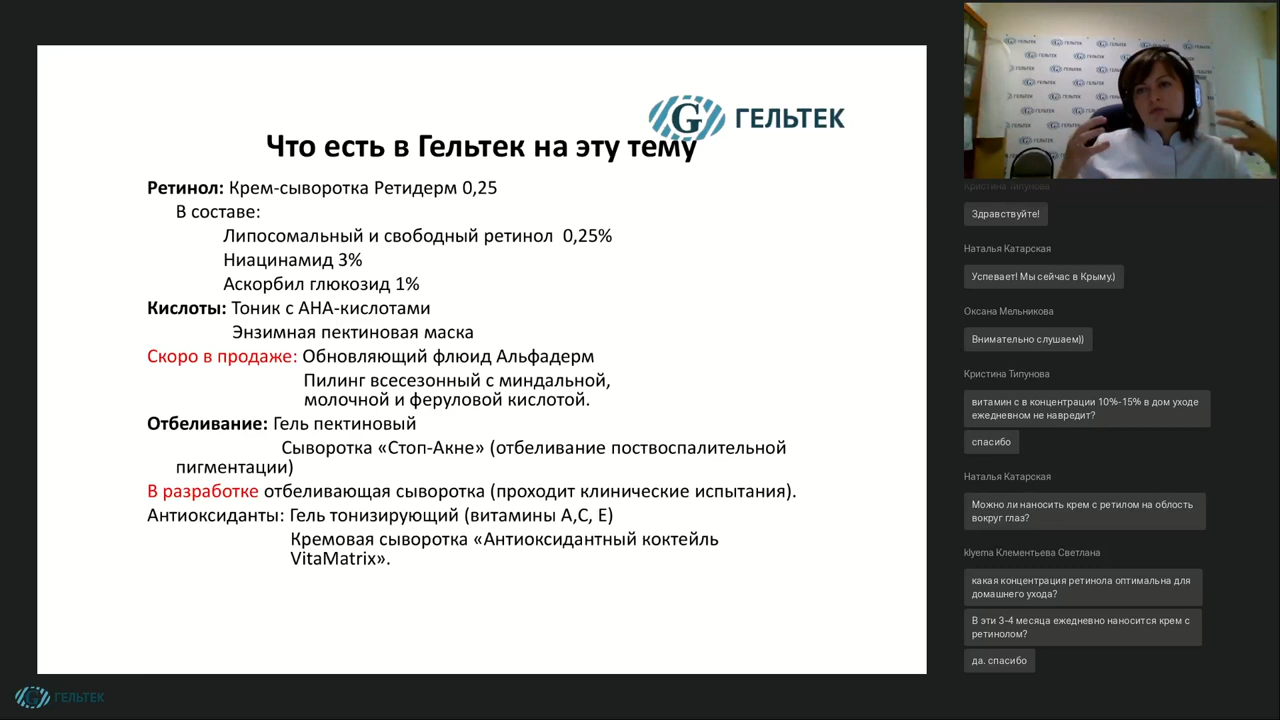 ГЕЛЬТЕК
Что есть в Гельтек на эту тему
Ретинол: Крем-сыворотка Ретидерм 0,25
В составе:
Липосомальный и свободный ретинол 0,25%
Ниацинамид 3%
Аскорбил глюкозид 1%
Кислоты: Тоник с АНА-кислотами
Энзимная пектиновая маска
Скоро в продаже: Обновляющий флюид Альфадерм
Пилинг всесезонный с миндальной,
молочной и феруловой кислотой.
Отбеливание: Гель пектиновый
Сыворотка «Стоп-Акне» (отбеливание поствоспалительной
пигментации)
В разработке отбеливающая сыворотка (проходит клинические испытания).
Антиоксиданты: Гель тонизирующий (витамины А,С, Е)
Кремовая сыворотка «Антиоксидантный коктейль
VitaMatrix».
ГЕЛЬТЕК
Кристина Типунова
Здравствуйте!
Наталья Катарская
Успевает! Мы сейчас в Крыму)
Оксана Мельникова
Внимательно слушаем))
Кристина Типунова
витамин с в концентрации 10%-15% в дом уходе
ежедневном не навредит?
спасибо
Наталья Катарская
Можно ли наносить крем с ретилом на облость
вокруг глаз?
klyema Клементьева Светлана
какая концентрация ретинола оптимальна для
домашнего ухода?
В эти 3-4 месяца ежедневно наносится крем с
ретинолом?
да. спасибо